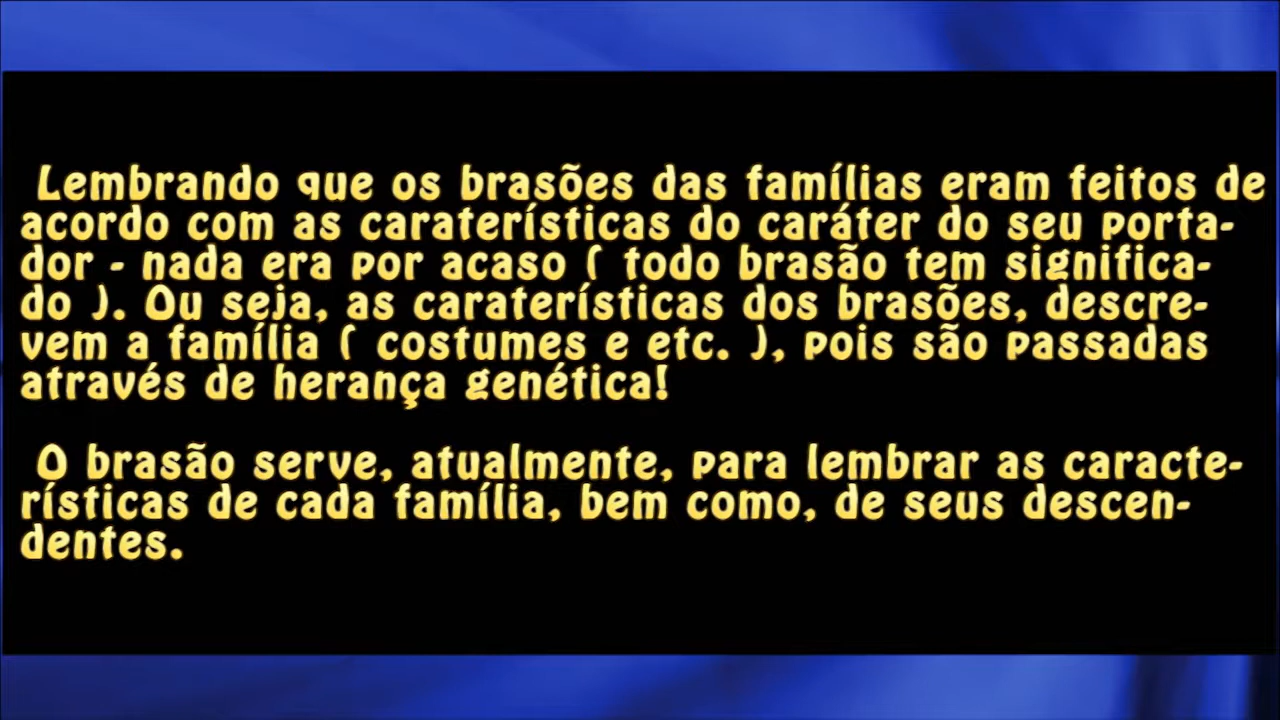 Lembrando que os brasões das famílias eram feitos de
acordo com as caraterísticas do caráter do seu porta-
dor - nada era por acaso ( todo brasão tem significa-
do ). Ou seja, as caraterísticas dos brasões, descre-
vem a família ( costumes e etc. ), pois são passadas
através de herança genética!
O brasão serve, atualmente, para lembrar as caracte-
rísticas de cada família, bem como, de seus descen-
dentes.